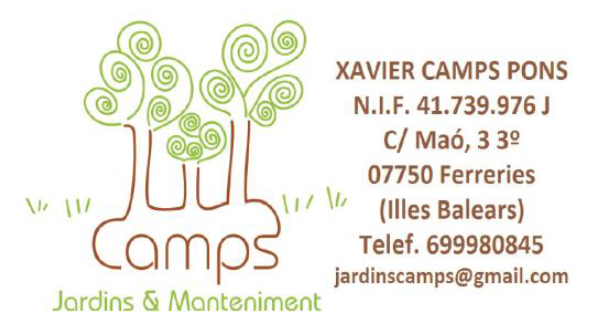 Camps
Jardins & Manteniment
XAVIER CAMPS PONS
N.I.F. 41.739.976 J
C/ Maó, 3 3º
07750 Ferreries
(Illes Balears)
Telef. 699980845
jardinscamps@gmail.com